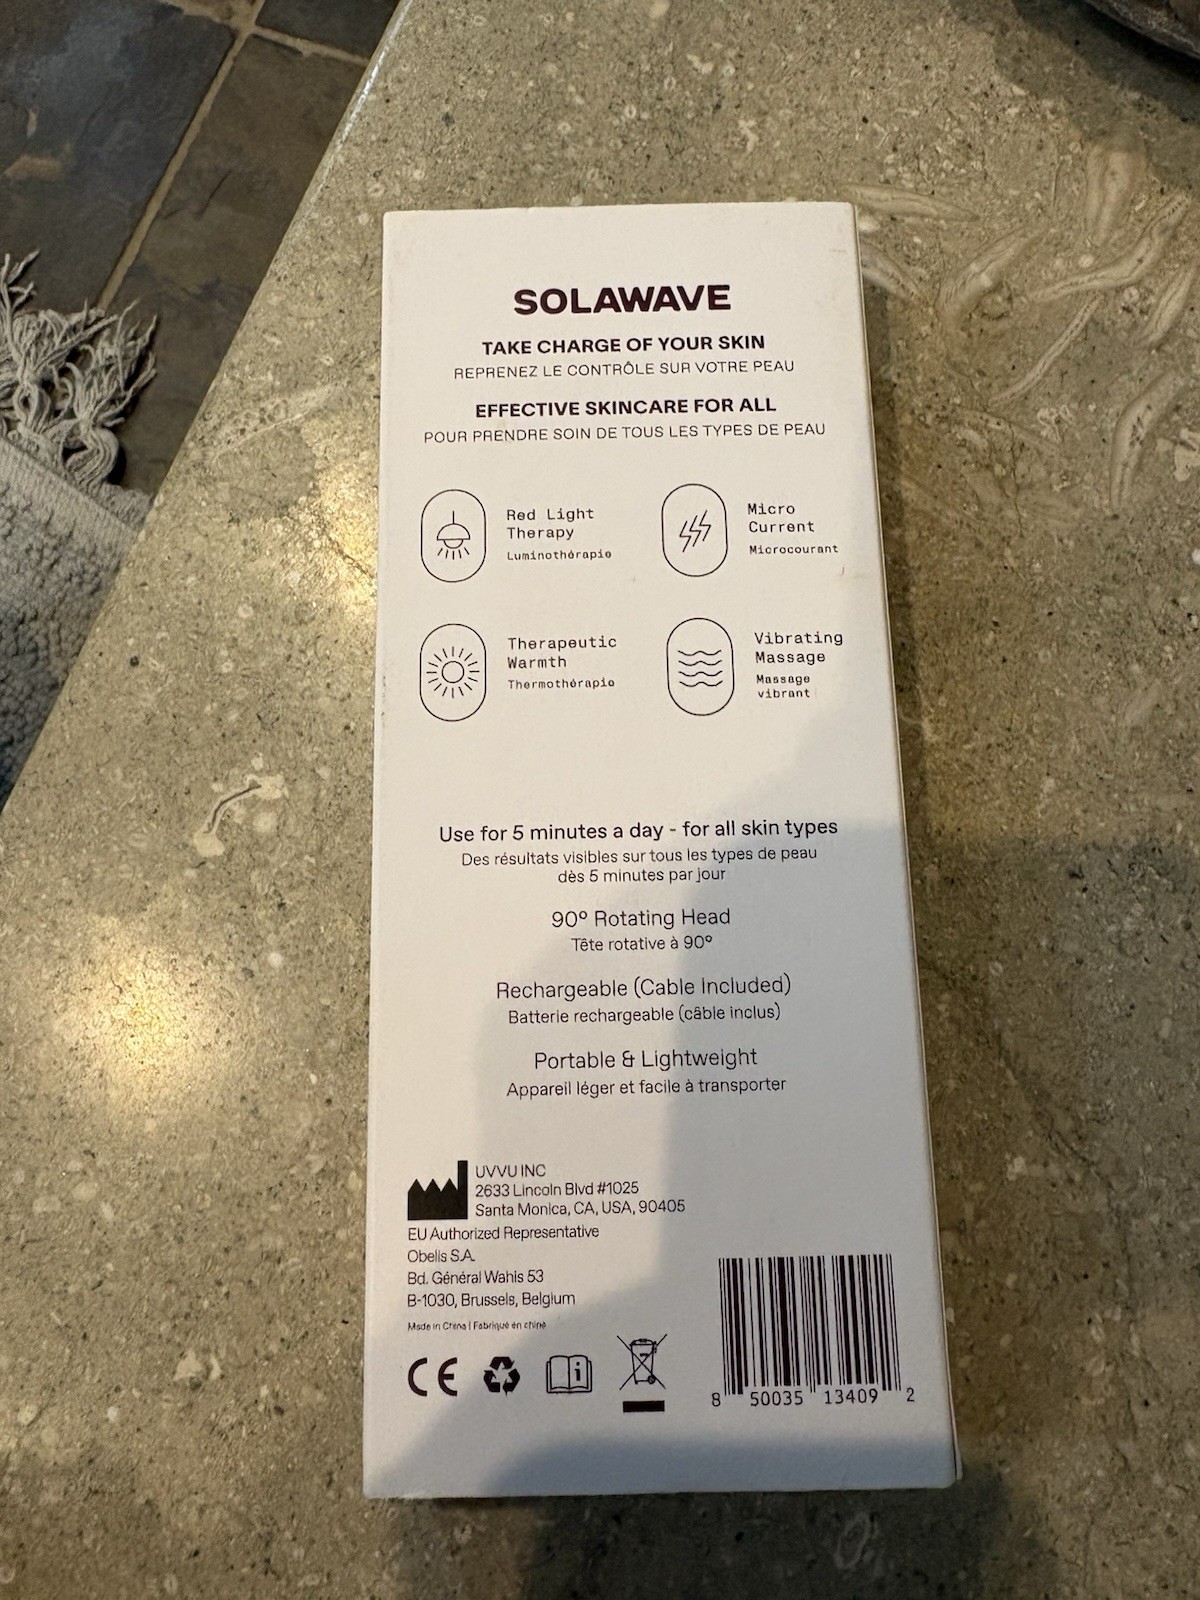 SOLAWAVE
TAKE CHARGE OF YOUR SKIN
REPRENEZ LE CONTRÔLE SUR VOTRE PEAU
EFFECTIVE SKINCARE FOR ALL
POUR PRENDRE SOIN DE TOUS LES TYPES DE PEAU
Red Light
Therapy
Luminothérapie
Micro
Current
Microcourant
Therapeutic
Warmth
Thermothérapie
Vibrating
Massage
Massage
vibrant
Use for 5 minutes a day - for all skin types
Des résultats visibles sur tous les types de peau
dès 5 minutes par jour
90° Rotating Head
Tête rotative à 90°
Rechargeable (Cable Included)
Batterie rechargeable (câble inclus)
Portable & Lightweight
Appareil léger et facile à transporter
UVVU INC
2633 Lincoln Blvd #1025
Santa Monica, CA, USA, 90405
EU Authorized Representative
Obelis S.A.
Bd. Général Wahis 53
B-1030, Brussels, Belgium
Made in China | Fabriqué en chine
CE
8 50035 13409 2